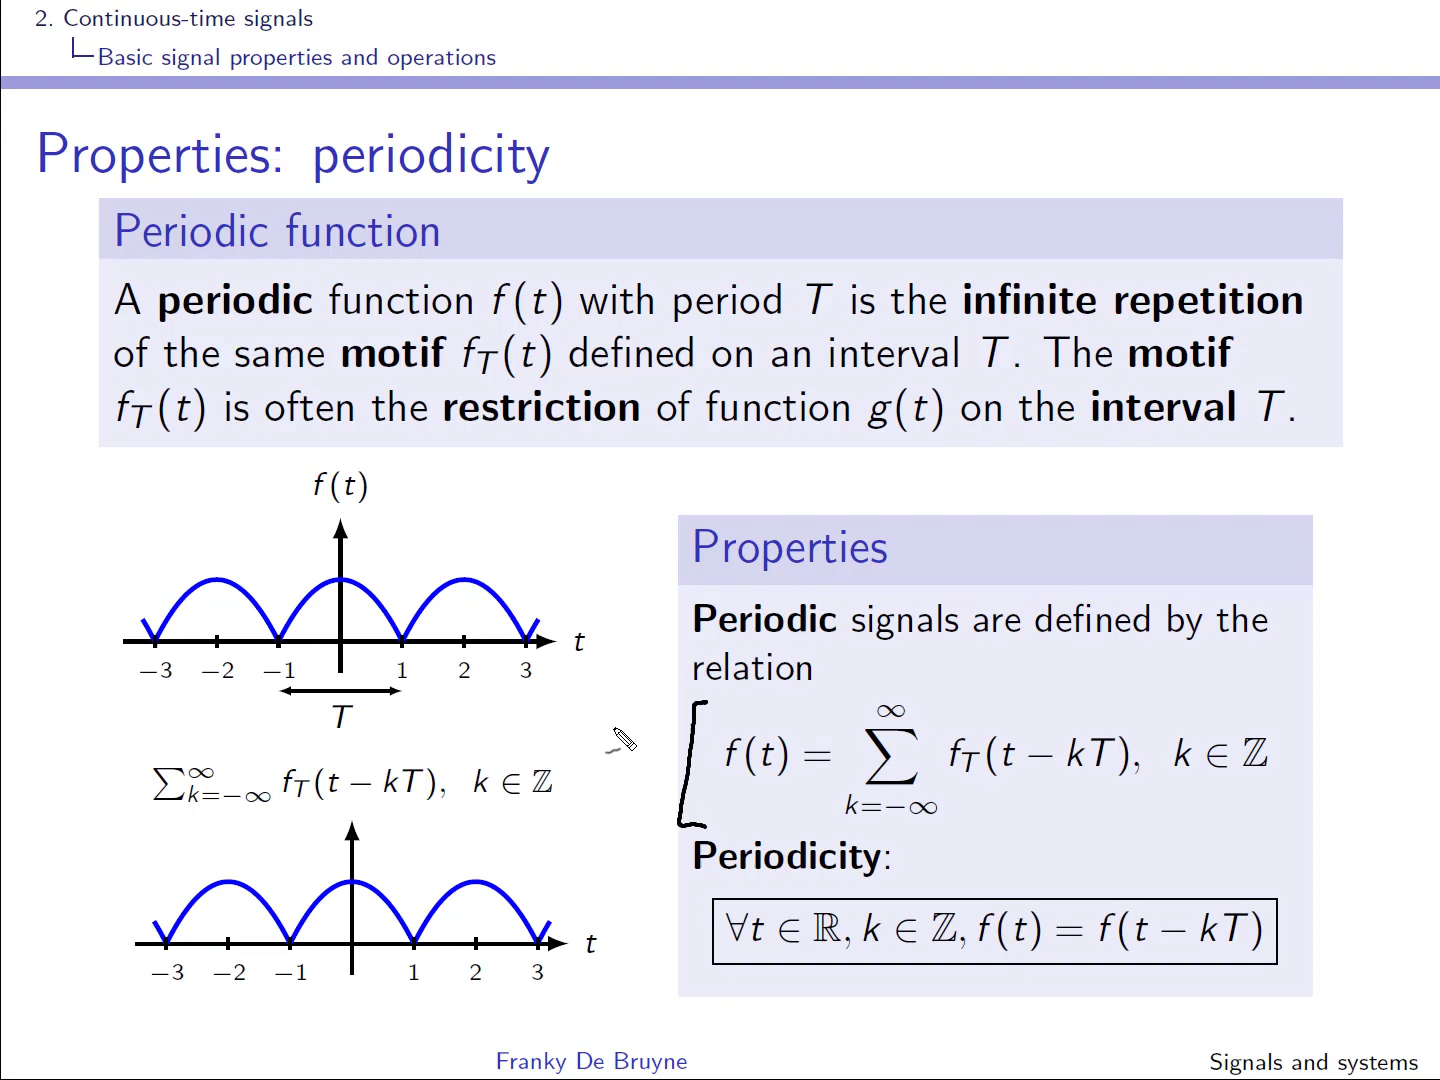 2. Continuous-time signals
Basic signal properties and operations
Properties: periodicity
Periodic function
A periodic function f(t) with period T is the infinite repetition
of the same motif f_T(t) defined on an interval T. The motif
f_T(t) is often the restriction of function g(t) on the interval T.
f(t)
t
−3 −2 −1 1 2 3
T
∑_{k=−∞}^{∞} f_T(t − kT), k ∈ ℤ
t
−3 −2 −1 1 2 3
Properties
Periodic signals are defined by the
relation
f(t) = ∑_{k=−∞}^{∞} f_T(t − kT), k ∈ ℤ
Periodicity:
∀t ∈ ℝ, k ∈ ℤ, f(t) = f(t − kT)
Franky De Bruyne
Signals and systems